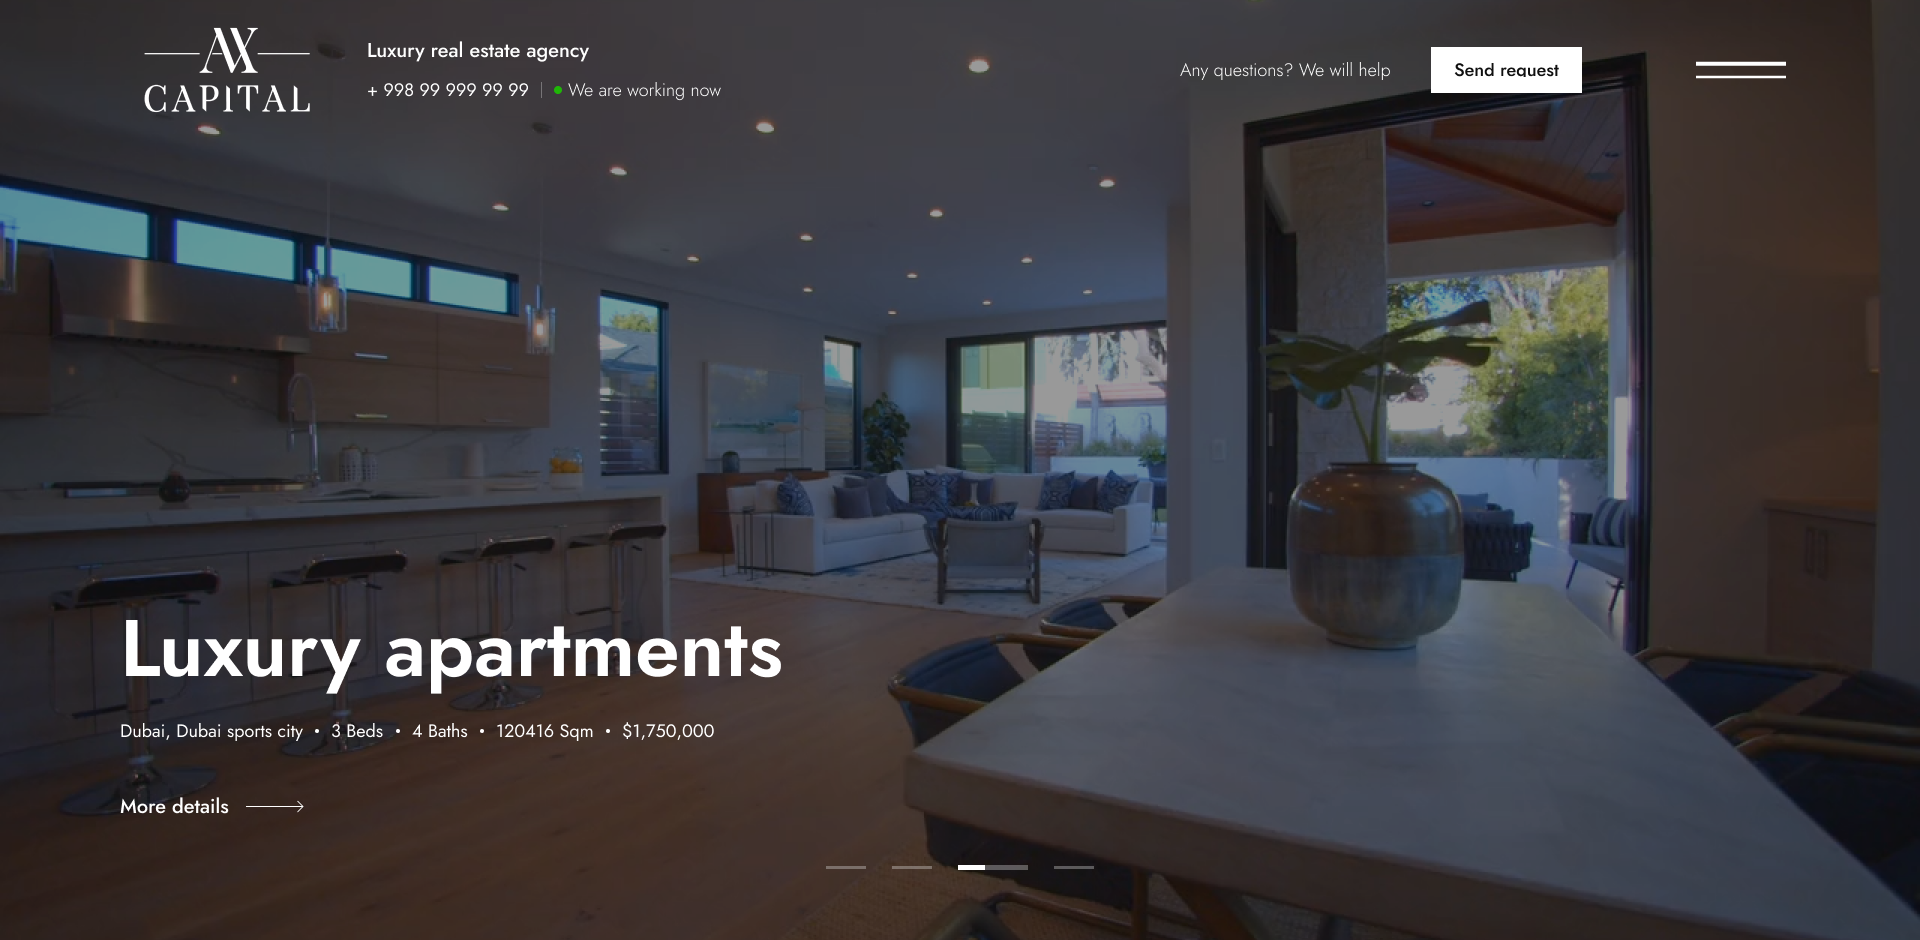 AX
CAPITAL
Luxury real estate agency
+ 998 99 999 99 99 | We are working now
Any questions? We will help
Send request
Luxury apartments
Dubai, Dubai sports city • 3 Beds • 4 Baths • 120416 Sqm • $1,750,000
More details